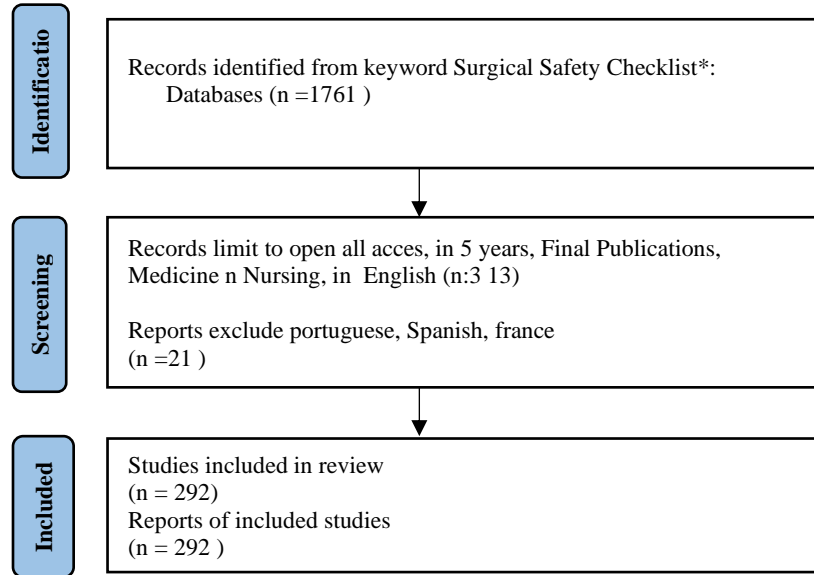 Identificatio
Records identified from keyword Surgical Safety Checklist*:
Databases (n =1761 )
Screening
Records limit to open all acces, in 5 years, Final Publications,
Medicine n Nursing, in English (n:3 13)
Reports exclude portuguese, Spanish, france
(n =21 )
Included
Studies included in review
(n = 292)
Reports of included studies
(n = 292 )